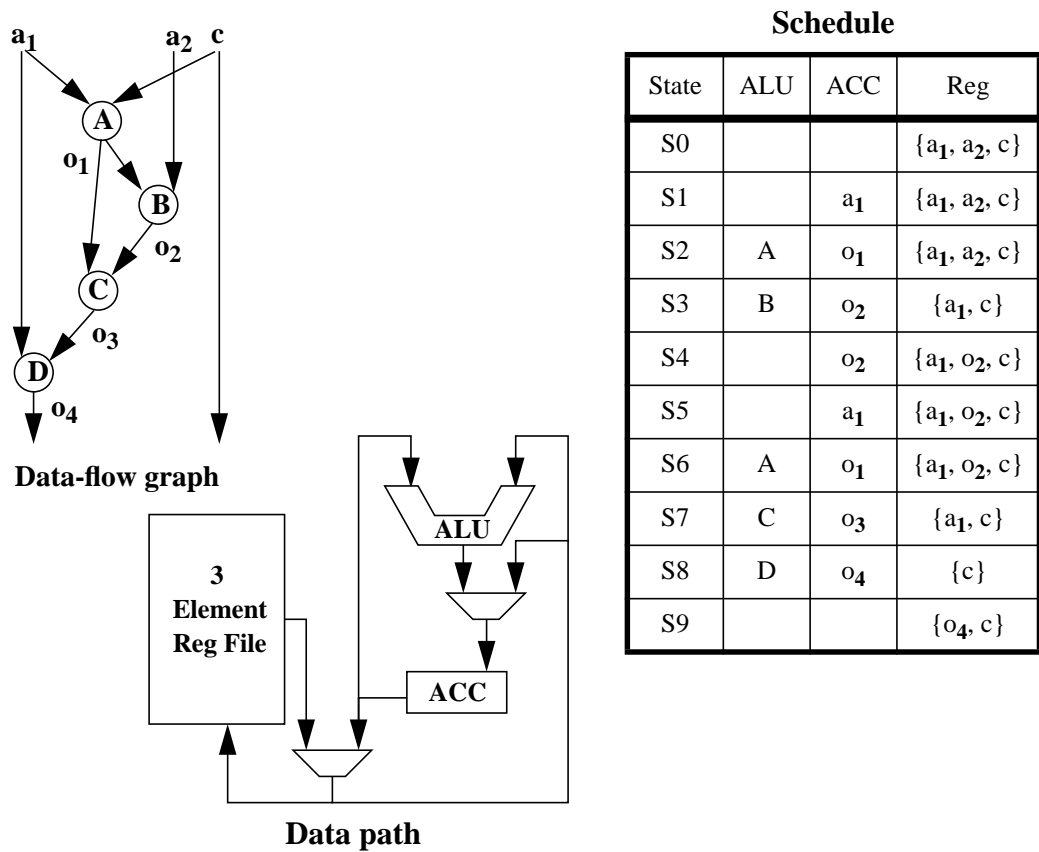 a1 a2 c
A
o1
B
o2
C
o3
D
o4
Data-flow graph
3
Element
Reg File
ALU
ACC
Data path
Schedule
State ALU ACC Reg
S0 {a1, a2, c}
S1 a1 {a1, a2, c}
S2 A o1 {a1, a2, c}
S3 B o2 {a1, c}
S4 o2 {a1, o2, c}
S5 a1 {a1, o2, c}
S6 A o1 {a1, o2, c}
S7 C o3 {a1, c}
S8 D o4 {c}
S9 {o4, c}